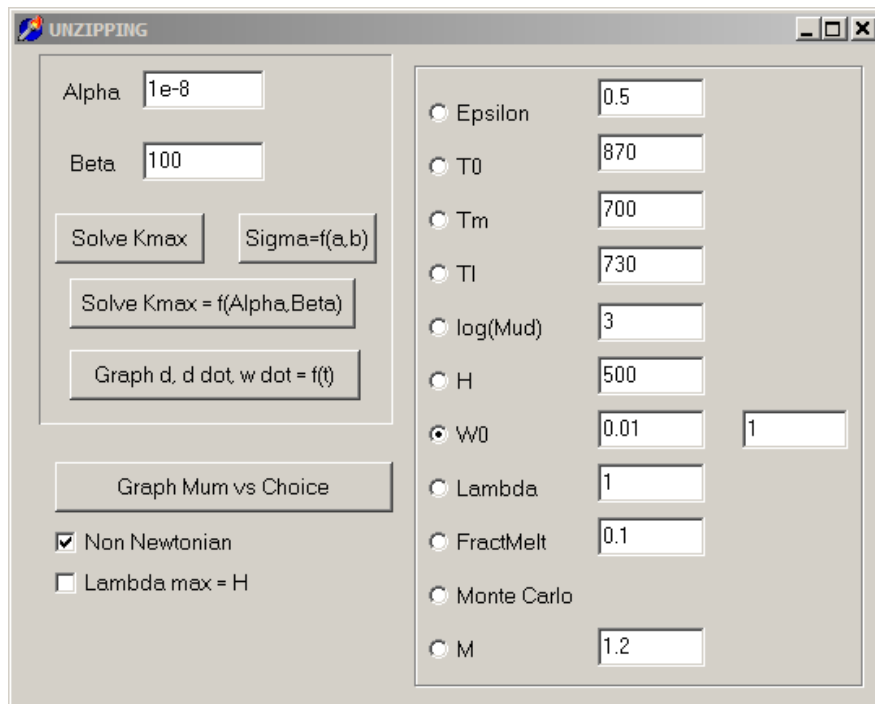 UNZIPPING
Alpha 1e-8
Beta 100
Solve Kmax Sigma=f(a,b)
Solve Kmax = f(Alpha,Beta)
Graph d, d dot, w dot = f(t)
Graph Mum vs Choice
Non Newtonian
Lambda max = H
Epsilon 0.5
T0 870
Tm 700
Tl 730
log(Mud) 3
H 500
W0 0.01 1
Lambda 1
FractMelt 0.1
Monte Carlo
M 1.2